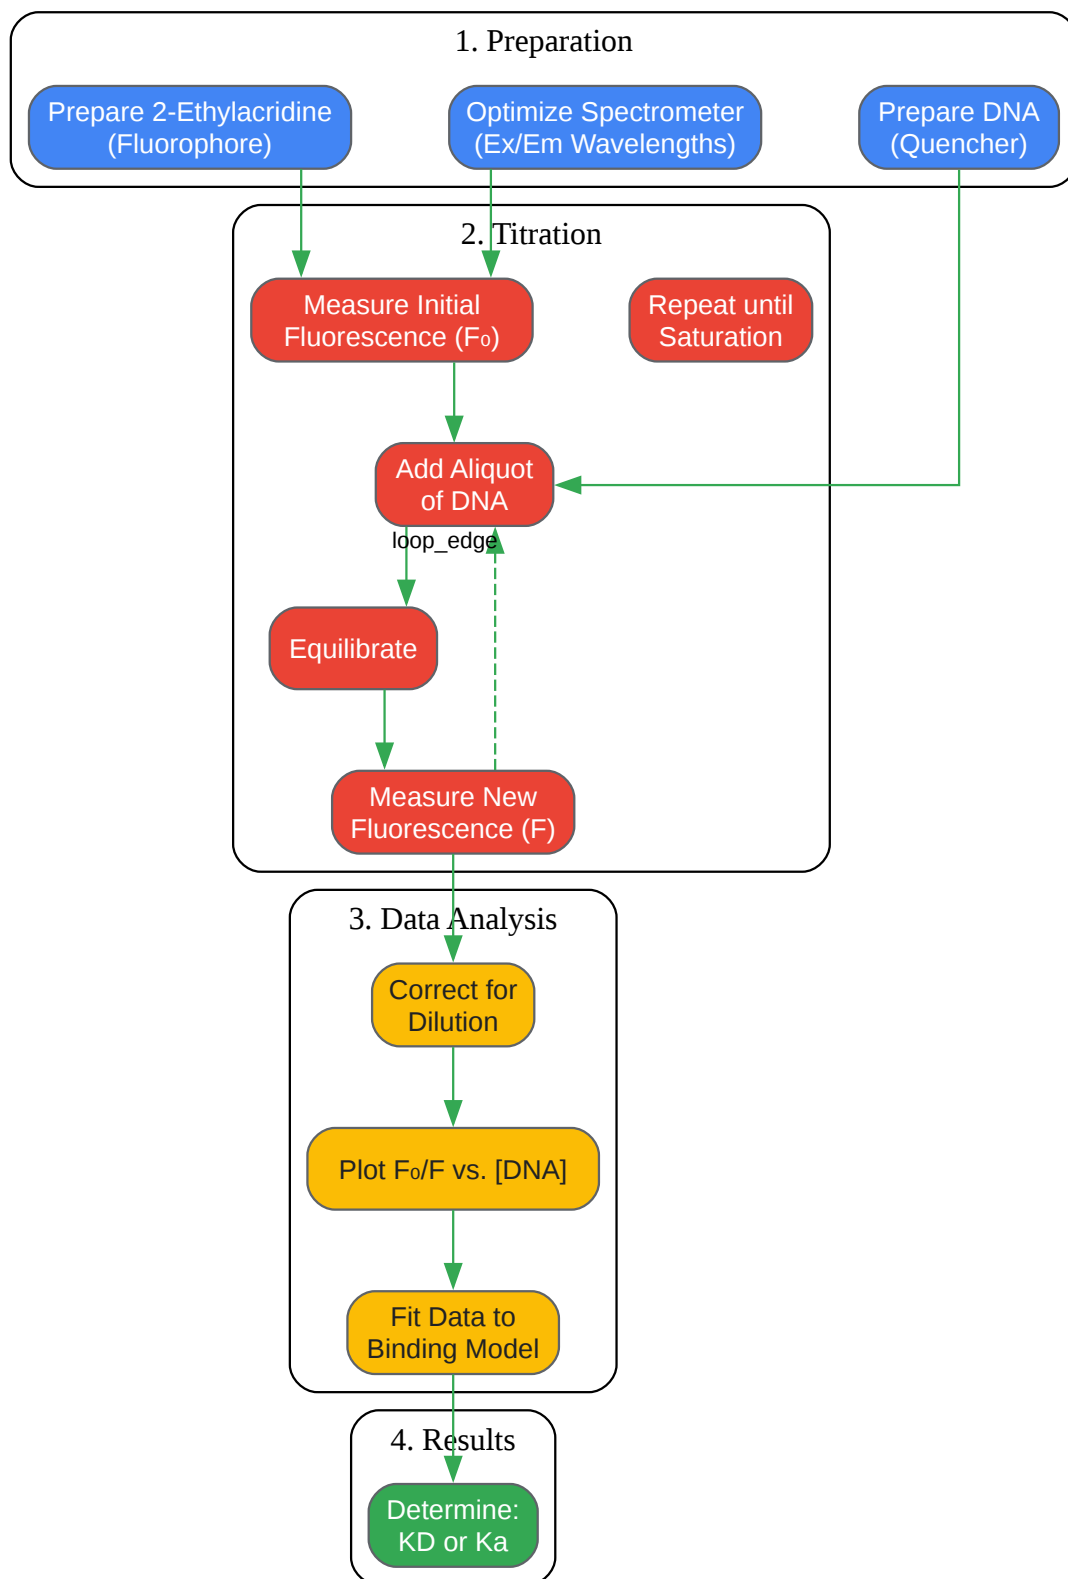 1. Preparation
Prepare 2-Ethylacridine
(Fluorophore)
Optimize Spectrometer
(Ex/Em Wavelengths)
Prepare DNA
(Quencher)
2. Titration
Measure Initial
Fluorescence (F₀)
Repeat until
Saturation
Add Aliquot
of DNA
loop_edge
Equilibrate
Measure New
Fluorescence (F)
3. Data Analysis
Correct for
Dilution
Plot F₀/F vs. [DNA]
Fit Data to
Binding Model
4. Results
Determine:
KD or Ka